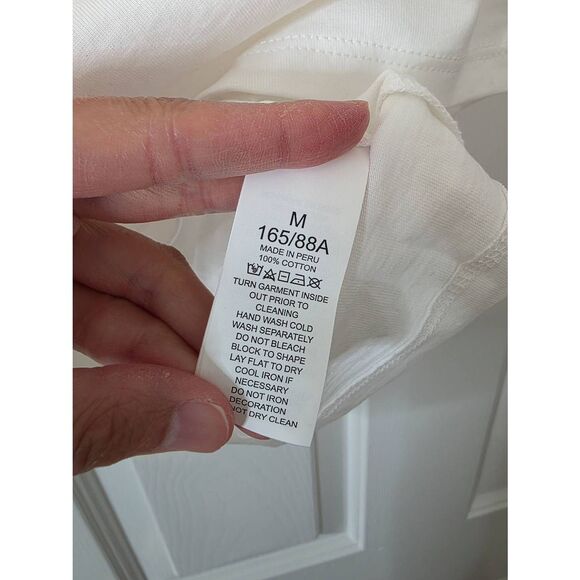 M
165/88A
MADE IN PERU
100% COTTON
TURN GARMENT INSIDE
OUT PRIOR TO
CLEANING
HAND WASH COLD
WASH SEPARATELY
DO NOT BLEACH
BLOCK TO SHAPE
LAY FLAT TO DRY
COOL IRON IF
NECESSARY
DO NOT IRON
DECORATION
NOT DRY CLEAN